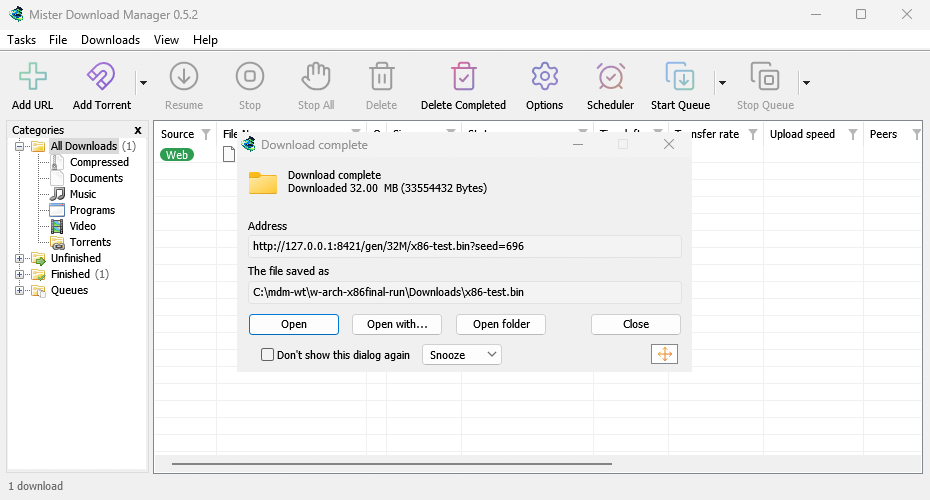 Mister Download Manager 0.5.2
Tasks File Downloads View Help
Add URL Add Torrent Resume Stop Stop All Delete Delete Completed Options Scheduler Start Queue Stop Queue
Categories x
All Downloads (1)
Compressed
Documents
Music
Programs
Video
Torrents
Unfinished
Finished (1)
Queues
Source Transfer rate Upload speed Peers
Web
Download complete
Download complete
Downloaded 32.00 MB (33554432 Bytes)
Address
http://127.0.0.1:8421/gen/32M/x86-test.bin?seed=696
The file saved as
C:\mdm-wt\w-arch-x86final-run\Downloads\x86-test.bin
Open Open with... Open folder Close
Don't show this dialog again Snooze
1 download